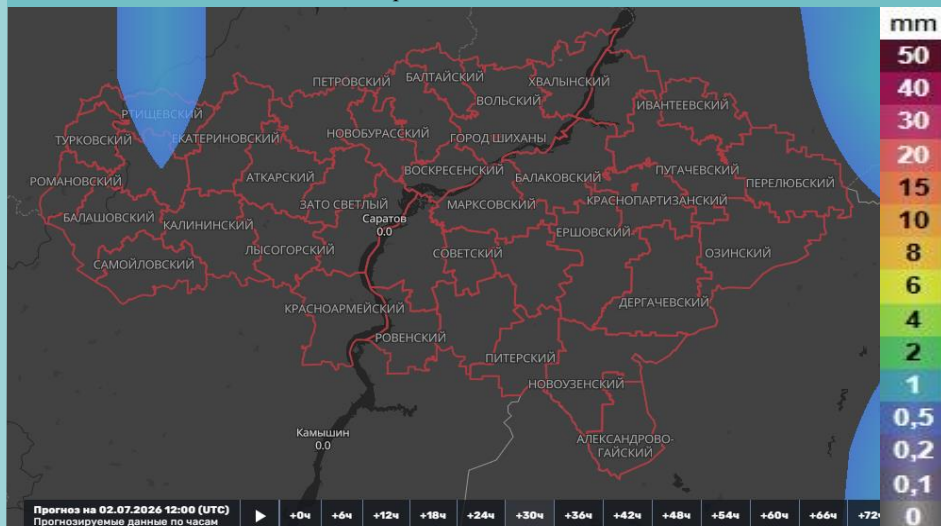 mm
50
40
30
20
15
10
8
6
4
2
1
0,5
0,2
0,1
0
ПЕТРОВСКИЙ
БАЛТАЙСКИЙ
ХВАЛЫНСКИЙ
ВОЛЬСКИЙ
ИВАНТЕЕВСКИЙ
РТИЩЕВСКИЙ
ТУРКОВСКИЙ
ЕКАТЕРИНОВСКИЙ
НОВОБУРАССКИЙ
ГОРОД ШИХАНЫ
РОМАНОВСКИЙ
АТКАРСКИЙ
ВОСКРЕСЕНСКИЙ
БАЛАКОВСКИЙ
ПУГАЧЕВСКИЙ
ПЕРЕЛЮБСКИЙ
БАЛАШОВСКИЙ
КАЛИНИНСКИЙ
ЗАТО СВЕТЛЫЙ
МАРКСОВСКИЙ
КРАСНОПАРТИЗАНСКИЙ
Саратов
0.0
ЕРШОВСКИЙ
САМОЙЛОВСКИЙ
ЛЫСОГОРСКИЙ
СОВЕТСКИЙ
ОЗИНСКИЙ
КРАСНОАРМЕЙСКИЙ
ДЕРГАЧЕВСКИЙ
РОВЕНСКИЙ
ПИТЕРСКИЙ
НОВОУЗЕНСКИЙ
Камышин
0.0
АЛЕКСАНДРОВО-
ГАЙСКИЙ
Прогноз на 02.07.2026 12:00 (UTC)
Прогнозируемые данные по часам
+0ч +6ч +12ч +18ч +24ч +30ч +36ч +42ч +48ч +54ч +60ч +66ч +72ч